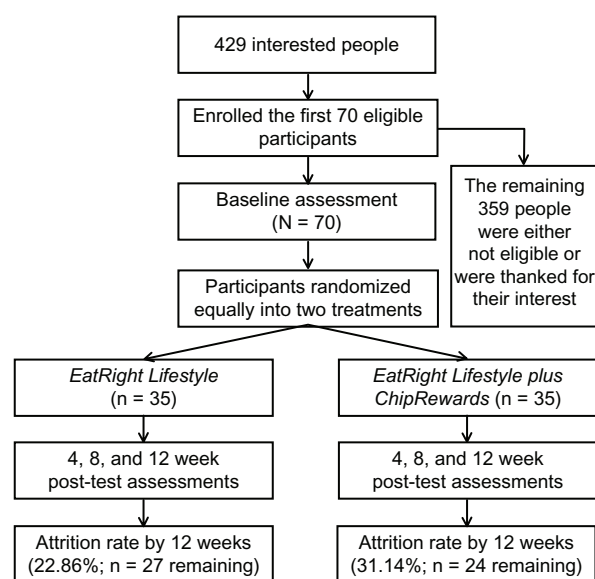 429 interested people
Enrolled the first 70 eligible
participants
The remaining
359 people
were either
not eligible or
were thanked for
their interest
Baseline assessment
(N = 70)
Participants randomized
equally into two treatments
EatRight Lifestyle
(n = 35)
EatRight Lifestyle plus
ChipRewards (n = 35)
4, 8, and 12 week
post-test assessments
4, 8, and 12 week
post-test assessments
Attrition rate by 12 weeks
(22.86%; n = 27 remaining)
Attrition rate by 12 weeks
(31.14%; n = 24 remaining)